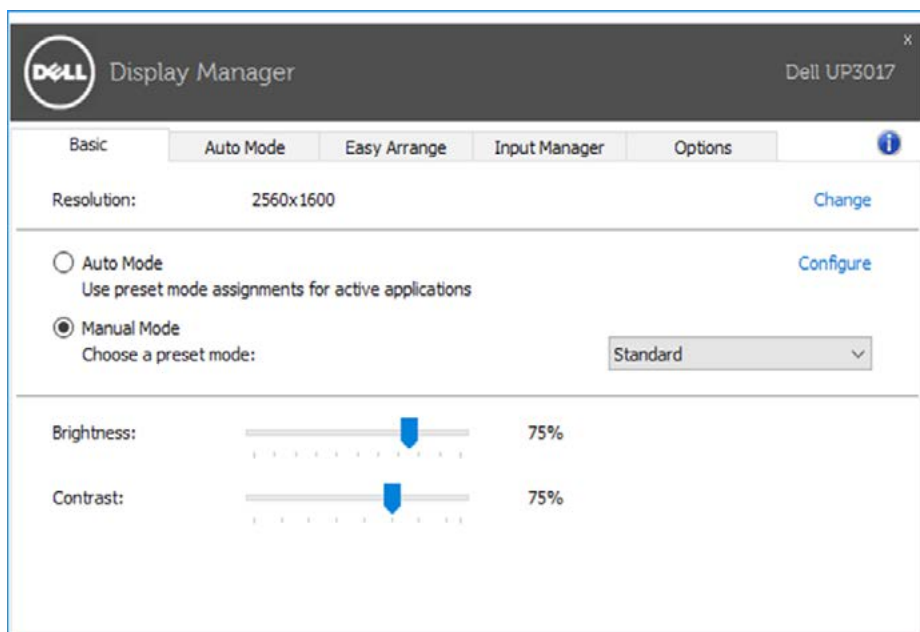 x
DELL Display Manager Dell UP3017
Basic Auto Mode Easy Arrange Input Manager Options i
Resolution: 2560x1600 Change
Auto Mode Configure
Use preset mode assignments for active applications
Manual Mode
Choose a preset mode: Standard
Brightness: 75%
Contrast: 75%